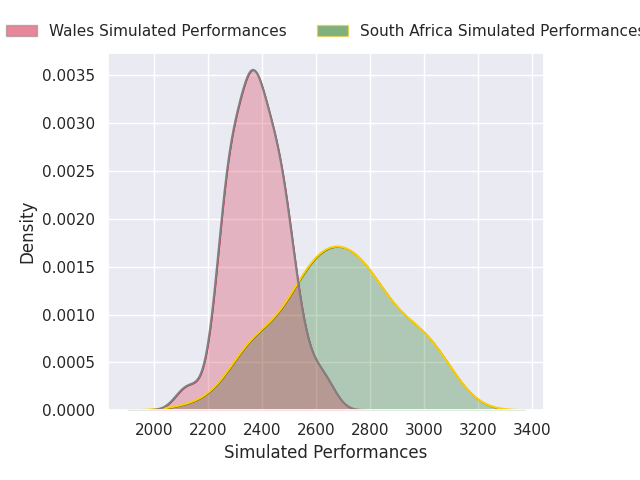 Wales Simulated Performances South Africa Simulated Performances
0.0035
0.0030
0.0025
0.0020
0.0015
0.0010
0.0005
0.0000
Density
2000 2200 2400 2600 2800 3000 3200 3400
Simulated Performances